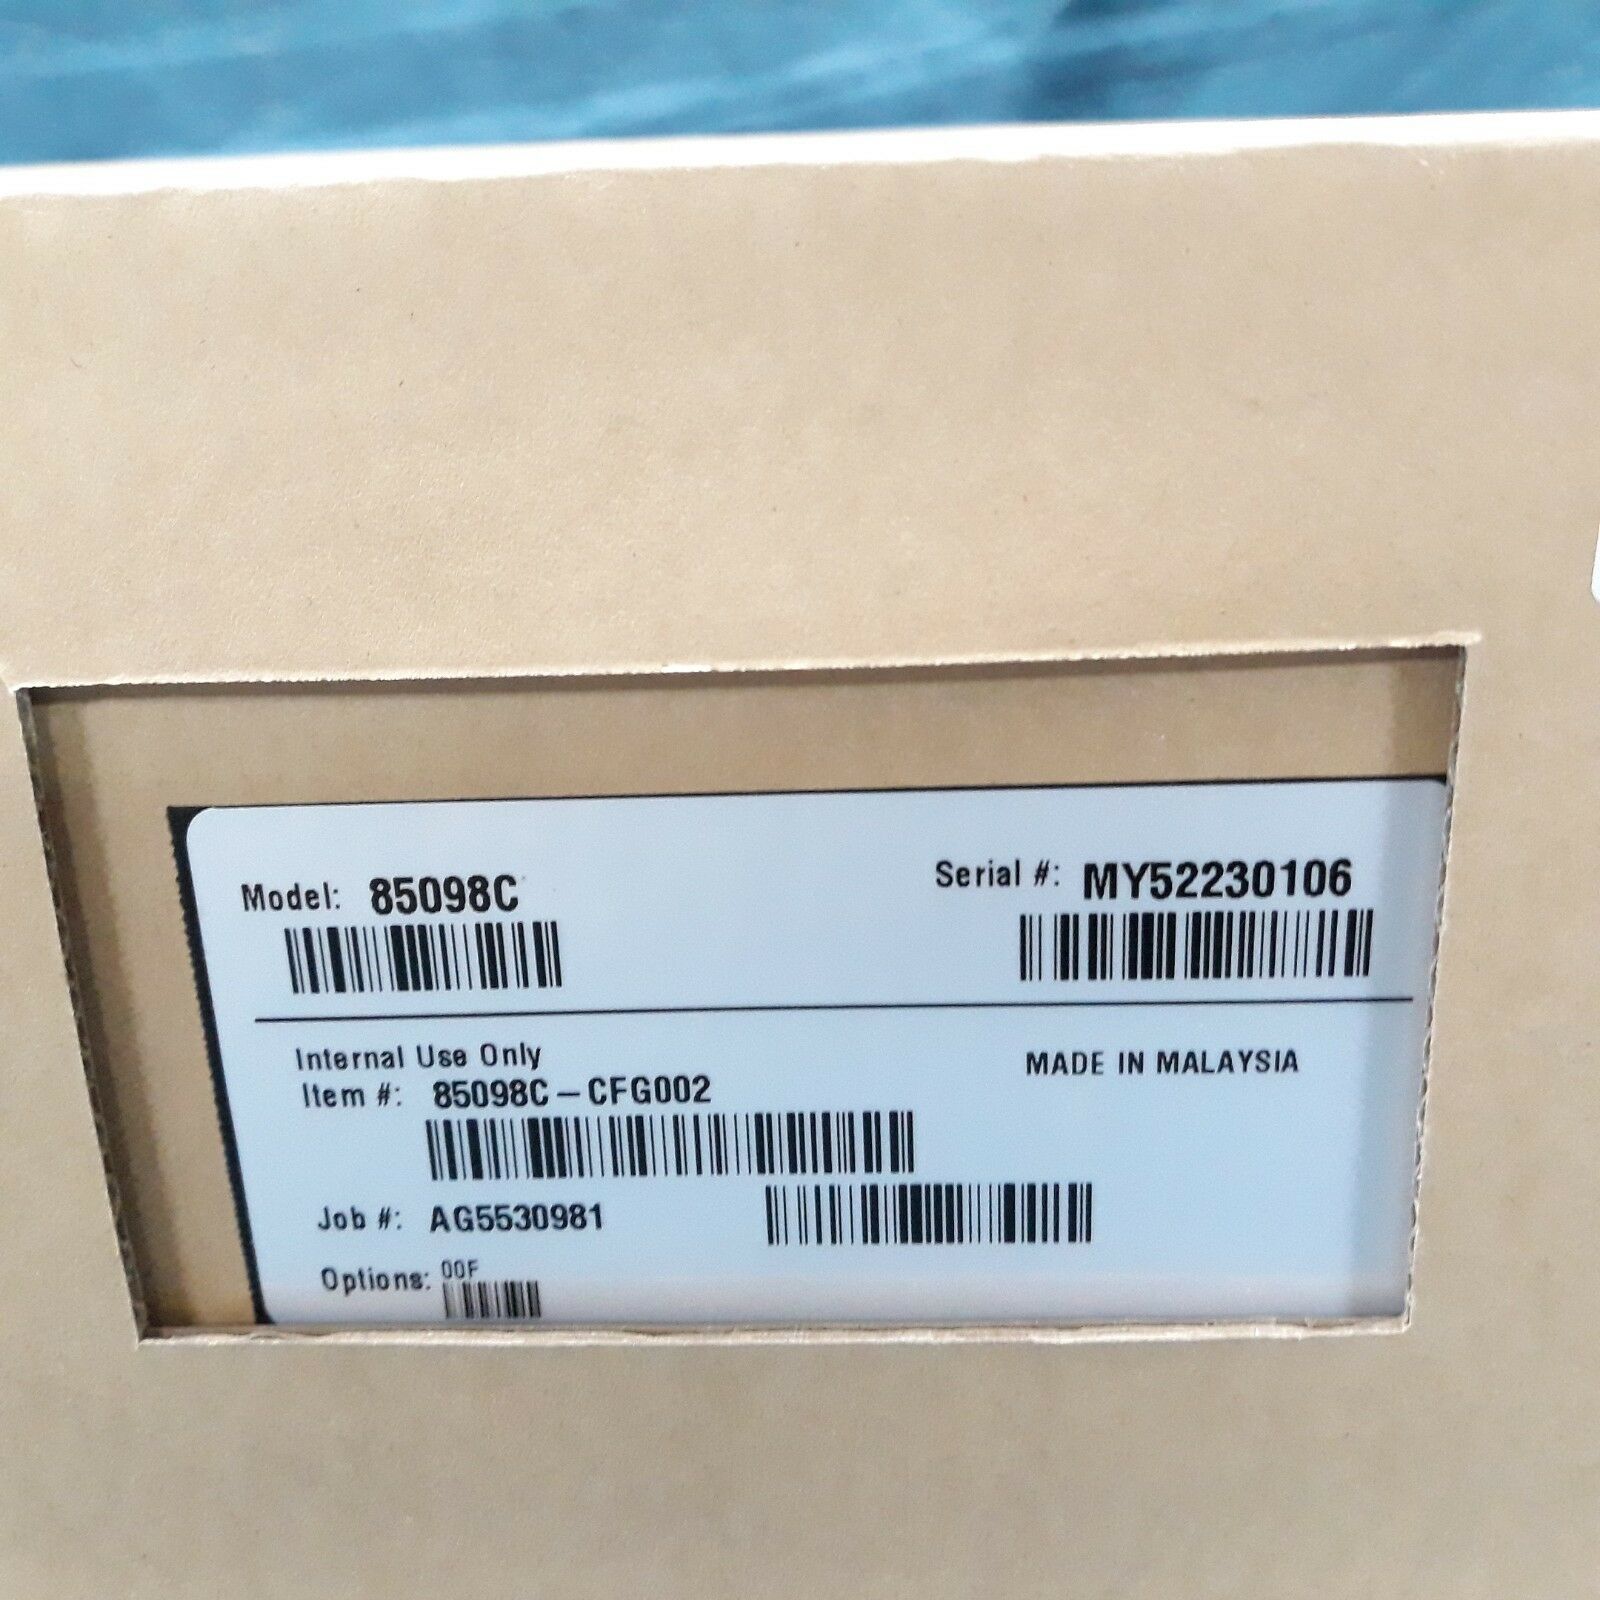 Model: 85098C
Serial #: MY52230106
Internal Use Only
MADE IN MALAYSIA
Item #: 85098C-CFG002
Job #: AG5530981
Options: 00F